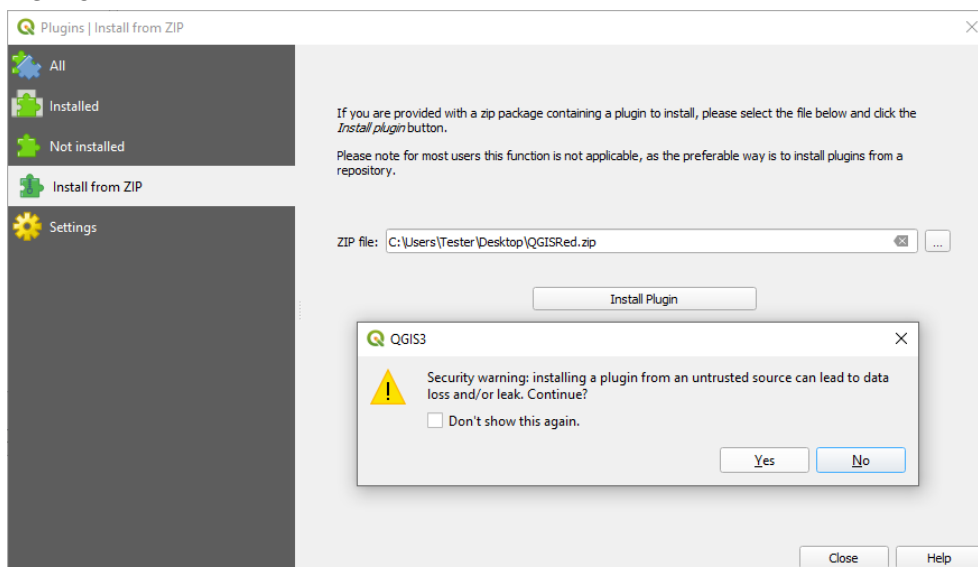 Plugins | Install from ZIP
All
Installed
Not installed
Install from ZIP
Settings
If you are provided with a zip package containing a plugin to install, please select the file below and click the
Install plugin button.
Please note for most users this function is not applicable, as the preferable way is to install plugins from a
repository.
ZIP file: C:\Users\Tester\Desktop\QGISRed.zip
...
Install Plugin
QGIS3
Security warning: installing a plugin from an untrusted source can lead to data
loss and/or leak. Continue?
Don't show this again.
Yes No
Close Help